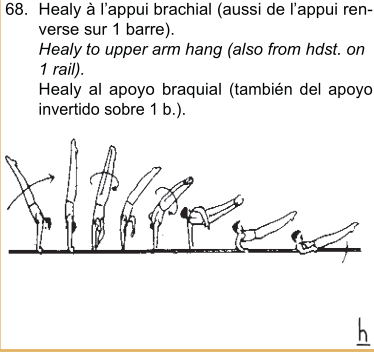 68. Healy à l'appui brachial (aussi de l'appui ren-
verse sur 1 barre).
Healy to upper arm hang (also from hdst. on
1 rail).
Healy al apoyo braquial (también del apoyo
invertido sobre 1 b.).
h